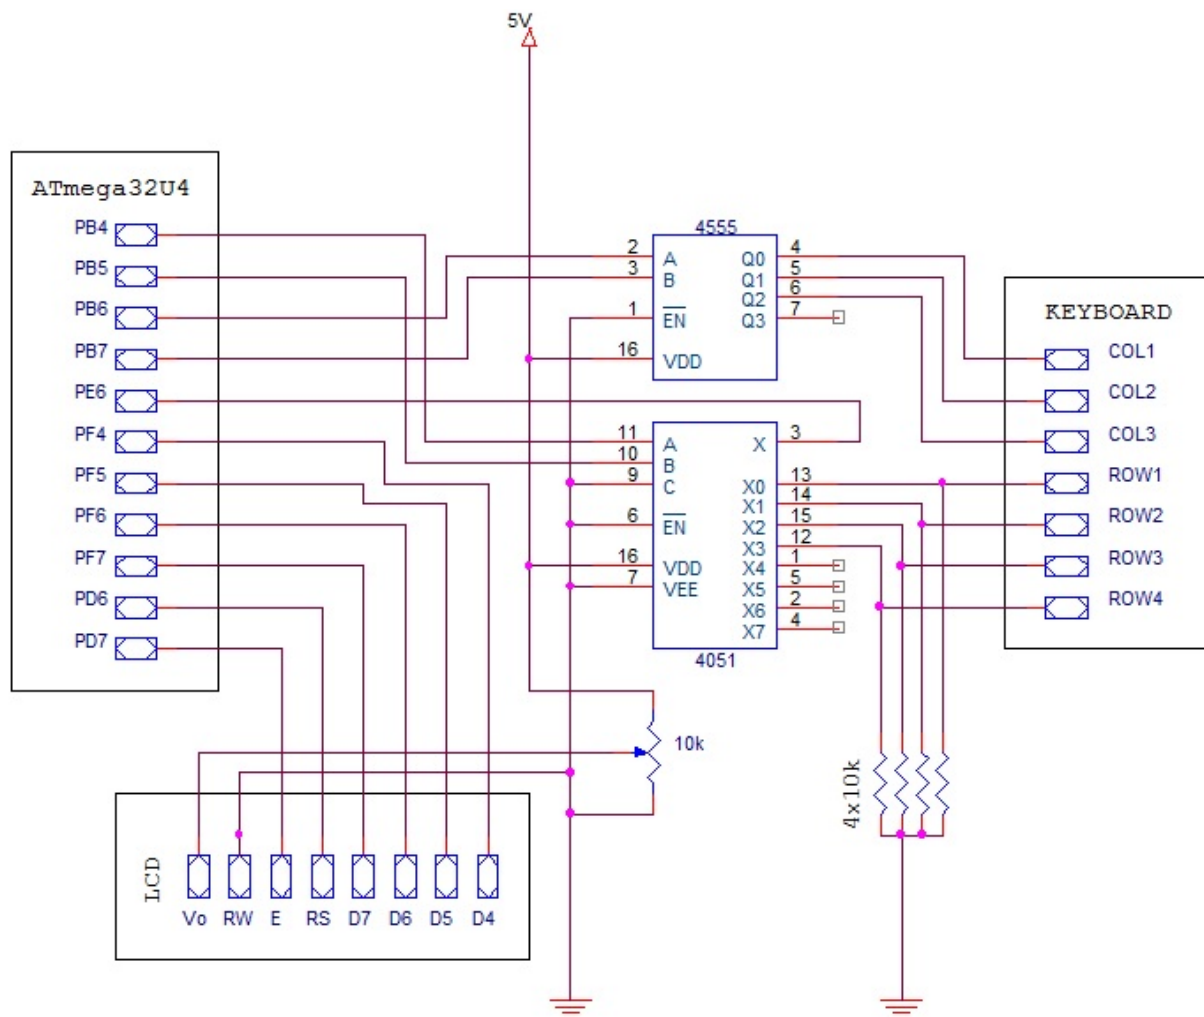 5V
ATmega32U4
PB4
PB5
PB6
PB7
PE6
PF4
PF5
PF6
PF7
PD6
PD7
4555
2 A Q0 4
3 B Q1 5
Q2 6
1 EN Q3 7
16 VDD
KEYBOARD
COL1
COL2
COL3
ROW1
ROW2
ROW3
ROW4
11 A X 3
10 B
9 C X0 13
X1 14
6 EN X2 15
X3 12
16 VDD X4 1
7 VEE X5 5
X6 2
X7 4
4051
10k
4x10k
LCD
Vo RW E RS D7 D6 D5 D4